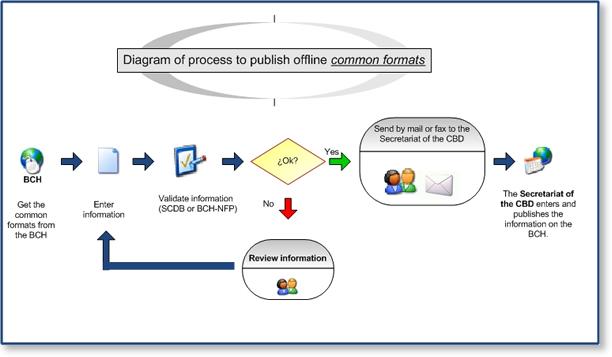 Diagram of process to publish offline common formats
BCH
Get the
common
formats from
the BCH
Enter
information
Validate information
(SCDB or BCH-NFP)
¿Ok?
Yes
No
Review information
Send by mail or fax to the
Secretariat of the CBD
The Secretariat of
the CBD enters and
publishes the
information on the
BCH.